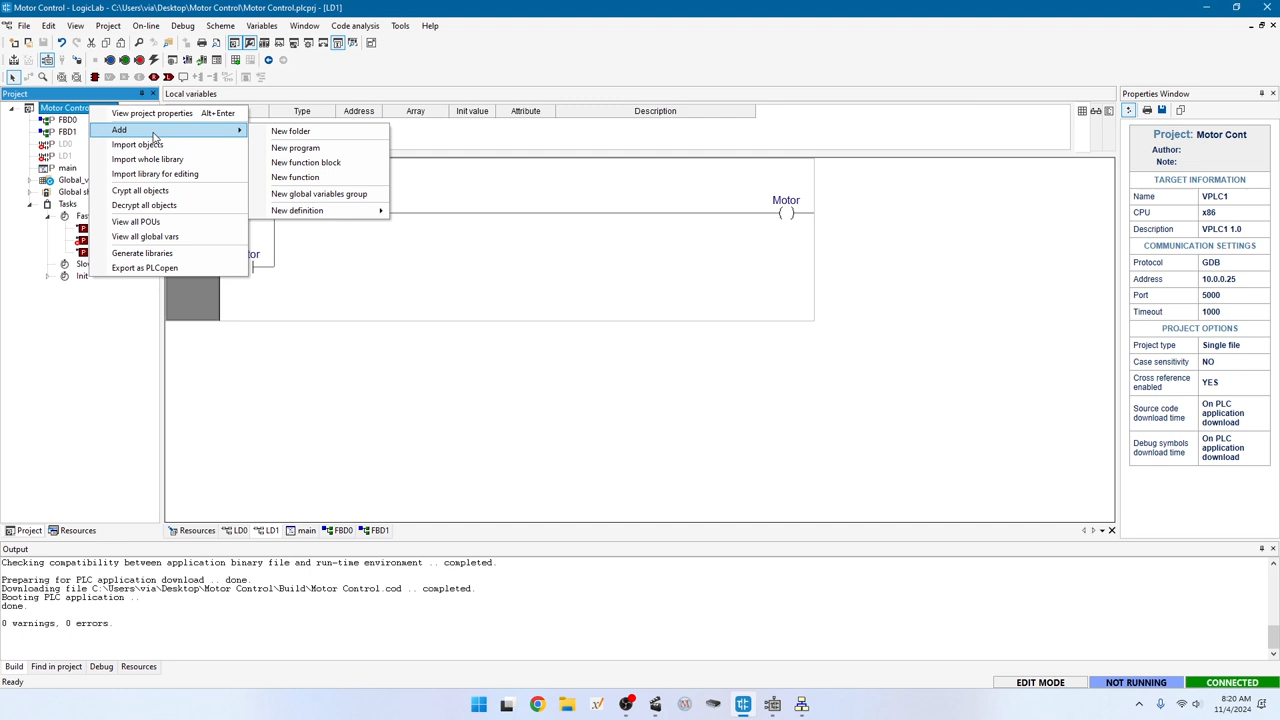 Motor Control - LogicLab - C:\Users\via\Desktop\Motor Control\Motor Control.plcprj - [LD1]
File Edit View Project On-line Debug Scheme Variables Window Code analysis Tools Help
Project
Local variables
Properties Window
Motor Contr
FBD0
FBD1
LD0
LD1
main
Global_v
Global sh
Tasks
Fas
Slo
Init
View project properties Alt+Enter
Add
Import objects
Import whole library
Import library for editing
Crypt all objects
Decrypt all objects
View all POUs
View all global vars
Generate libraries
Export as PLCopen
New folder
New program
New function block
New function
New global variables group
New definition
Type Address Array Init value Attribute Description
Motor
tor
Project: Motor Cont
Author:
Note:
TARGET INFORMATION
Name VPLC1
CPU x86
Description VPLC1 1.0
COMMUNICATION SETTINGS
Protocol GDB
Address 10.0.0.25
Port 5000
Timeout 1000
PROJECT OPTIONS
Project type Single file
Case sensitivity NO
Cross reference enabled YES
Source code download time On PLC application download
Debug symbols download time On PLC application download
Project Resources
Resources LD0 LD1 main FBD0 FBD1
Output
Checking compatibility between application binary file and run-time environment .. completed.
Preparing for PLC application download .. done.
Downloading file C:\Users\via\Desktop\Motor Control\Build\Motor Control.cod .. completed.
Booting PLC application ..
done.
0 warnings, 0 errors.
Build Find in project Debug Resources
Ready
EDIT MODE NOT RUNNING CONNECTED
8:20 AM
11/4/2024